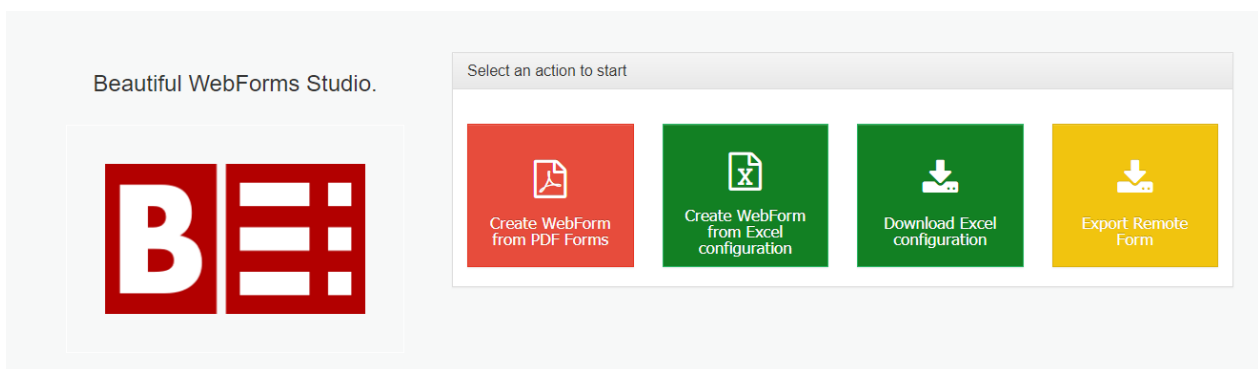 Beautiful WebForms Studio.
B
Select an action to start
Create WebForm
from PDF Forms
X
Create WebForm
from Excel
configuration
Download Excel
configuration
Export Remote
Form